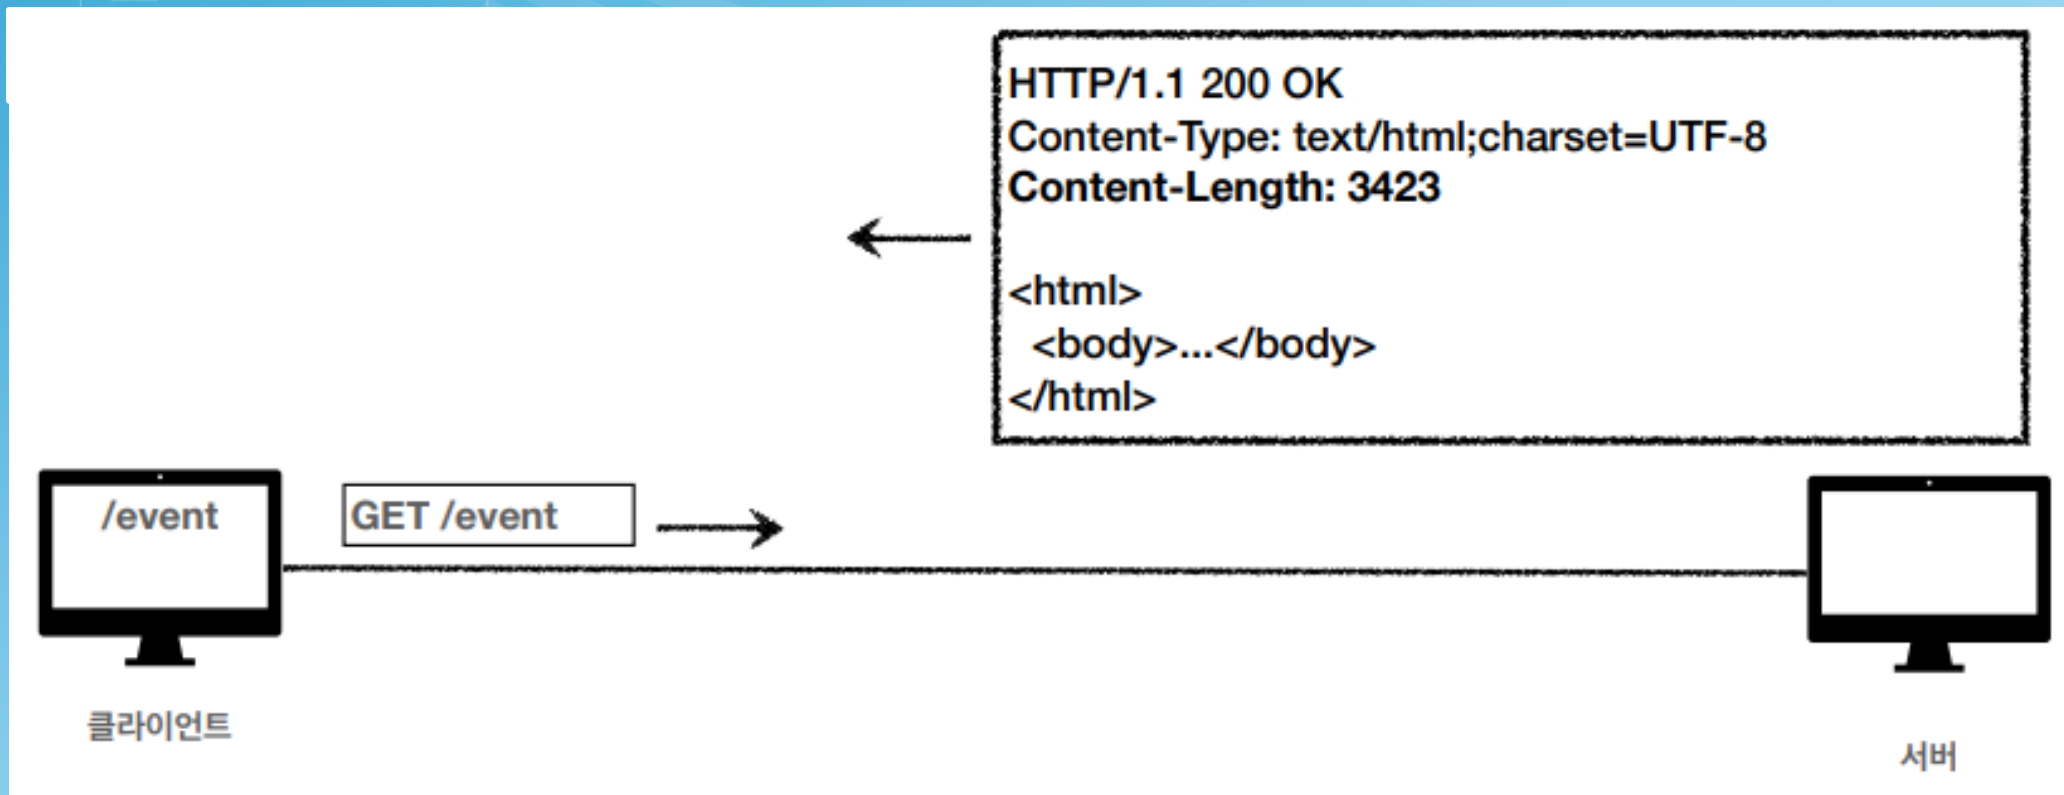 HTTP/1.1 200 OK
Content-Type: text/html;charset=UTF-8
Content-Length: 3423
<html>
<body>...</body>
</html>
/event
GET /event
클라이언트
서버